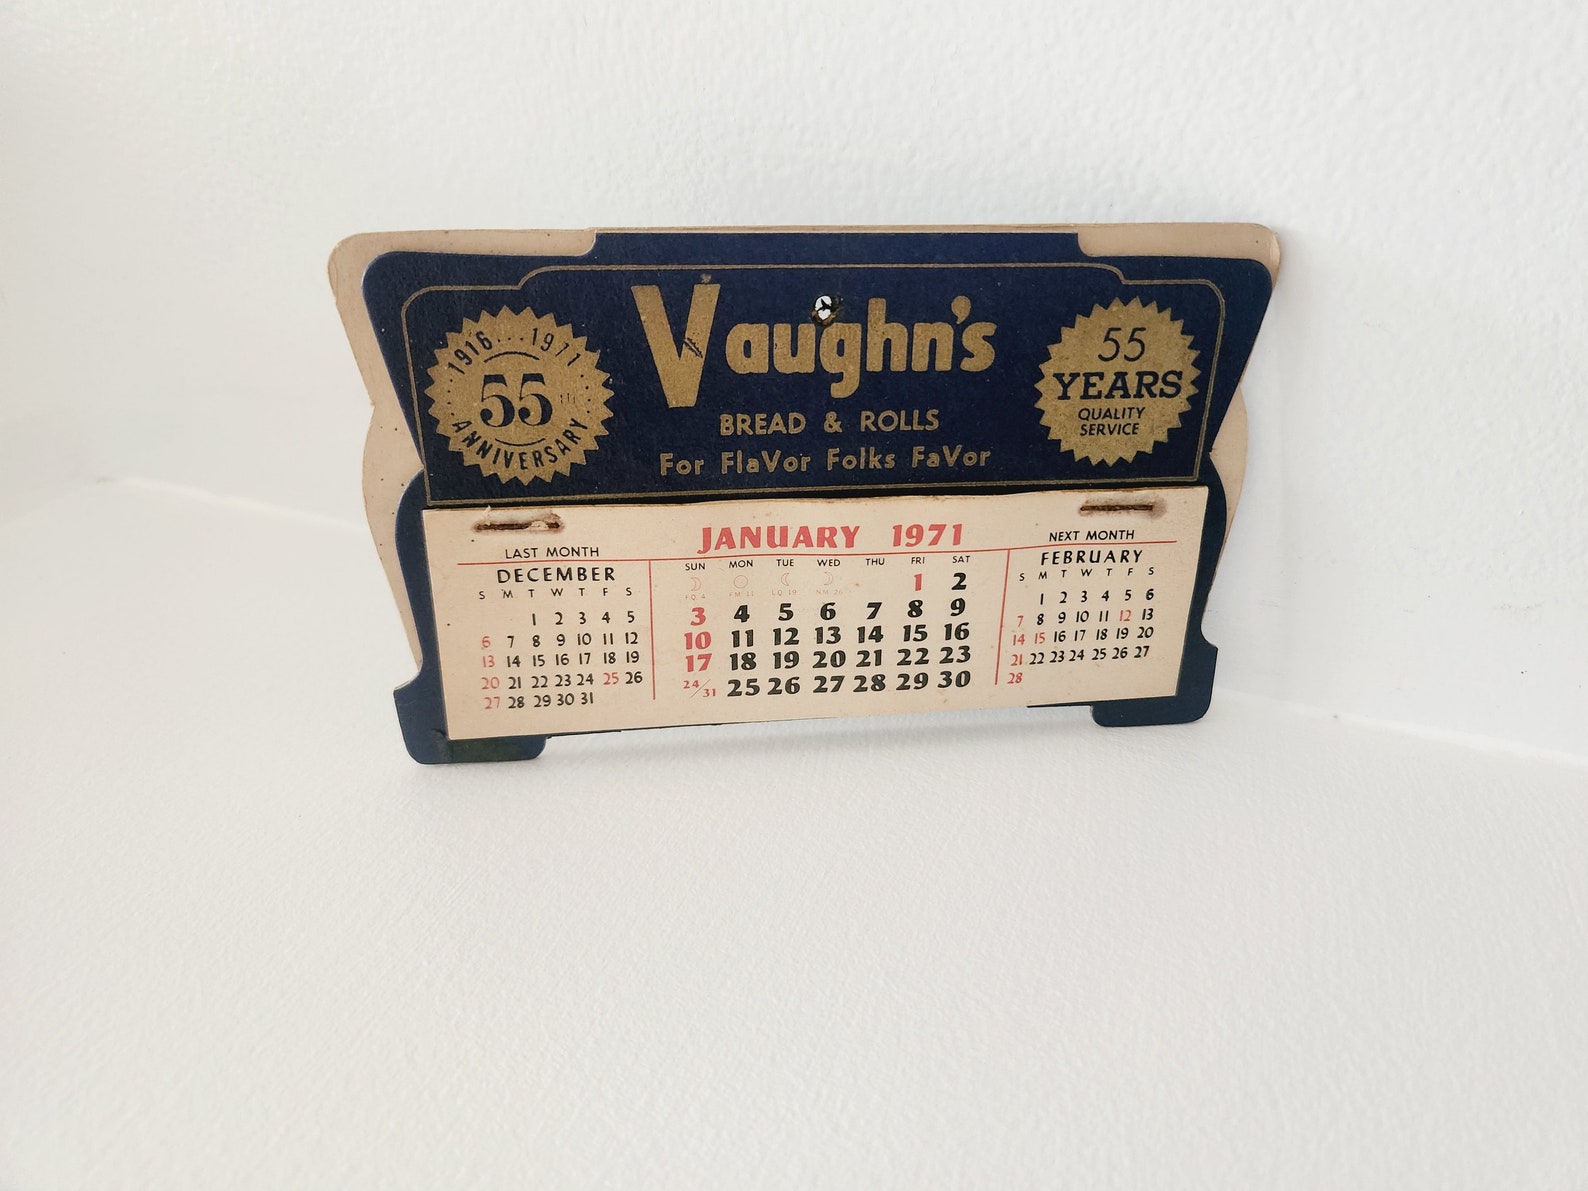 1916...1971
55TH
ANNIVERSARY
Vaughn's
BREAD & ROLLS
For FlaVor Folks FaVor
55
YEARS
QUALITY
SERVICE
LAST MONTH
DECEMBER
S M T W T F S
1 2 3 4 5
6 7 8 9 10 11 12
13 14 15 16 17 18 19
20 21 22 23 24 25 26
27 28 29 30 31
JANUARY 1971
SUN MON TUE WED THU FRI SAT
F.Q. 4 F.M. 11 L.Q. 19 N.M. 26
1 2
3 4 5 6 7 8 9
10 11 12 13 14 15 16
17 18 19 20 21 22 23
24/31 25 26 27 28 29 30
NEXT MONTH
FEBRUARY
S M T W T F S
1 2 3 4 5 6
7 8 9 10 11 12 13
14 15 16 17 18 19 20
21 22 23 24 25 26 27
28